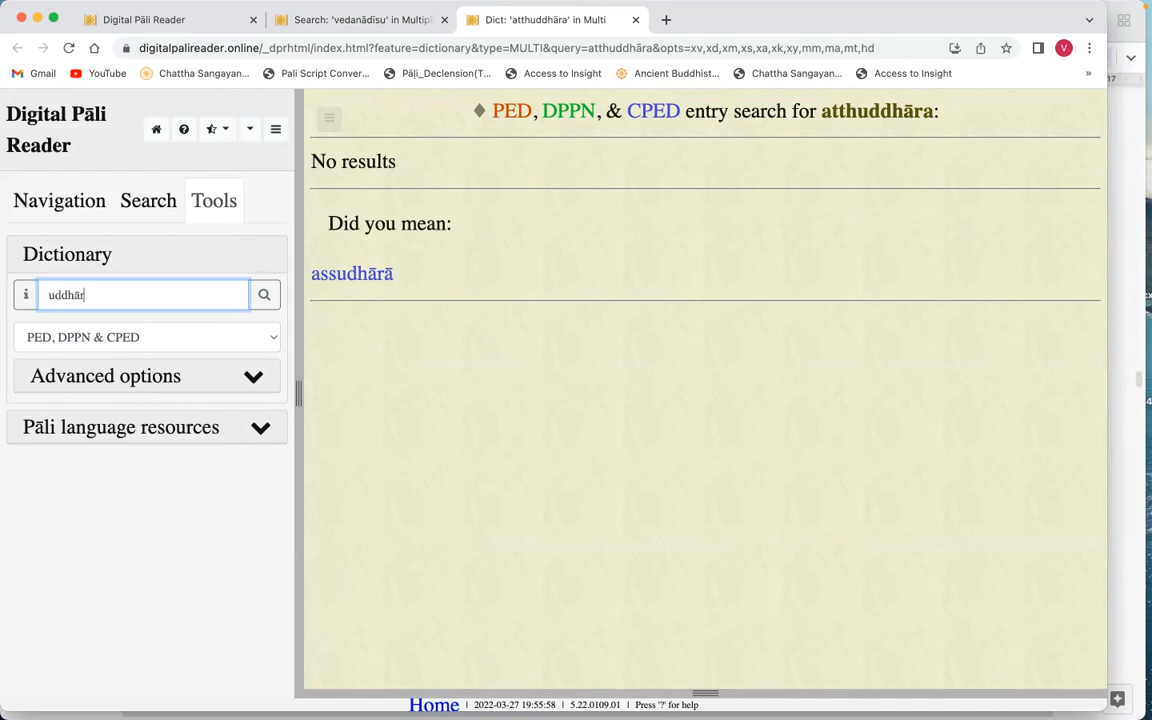 Digital Pāli Reader
Search: 'vedanādisu' in Multipl
Dict: 'atthuddhāra' in Multi
digitalpalireader.online/_dprhtml/index.html?feature=dictionary&type=MULTI&query=atthuddhāra&opts=xv,xd,xm,xs,xa,xk,xy,mm,ma,mt,hd
V
Gmail
YouTube
Chattha Sangayan...
Pali Script Conver...
Pāḷi_Declension(T...
Access to Insight
Ancient Buddhist...
Chattha Sangayan...
Access to Insight
»
17
Digital Pāli
Reader
Navigation
Search
Tools
Dictionary
uddhār
PED, DPPN & CPED
Advanced options
Pāli language resources
♦ PED, DPPN, & CPED entry search for atthuddhāra:
No results
Did you mean:
assudhārā
Home | 2022-03-27 19:55:58 | 5.22.0109.01 | Press '?' for help